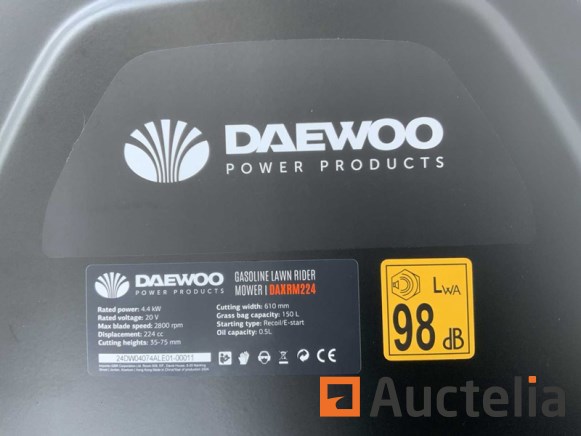 DAEWOO
POWER PRODUCTS
DAEWOO
POWER PRODUCTS
GASOLINE LAWN RIDER
MOWER | DAXRM224
Rated power: 4.4 kW
Rated voltage: 20 V
Max blade speed: 2800 rpm
Displacement: 224 cc
Cutting heights: 35-75 mm
Cutting width: 610 mm
Grass bag capacity: 150 L
Starting type: Recoil/E-start
Oil capacity: 0.5L
24DW04074ALE01-00011
LWA
98 dB
Auctelia